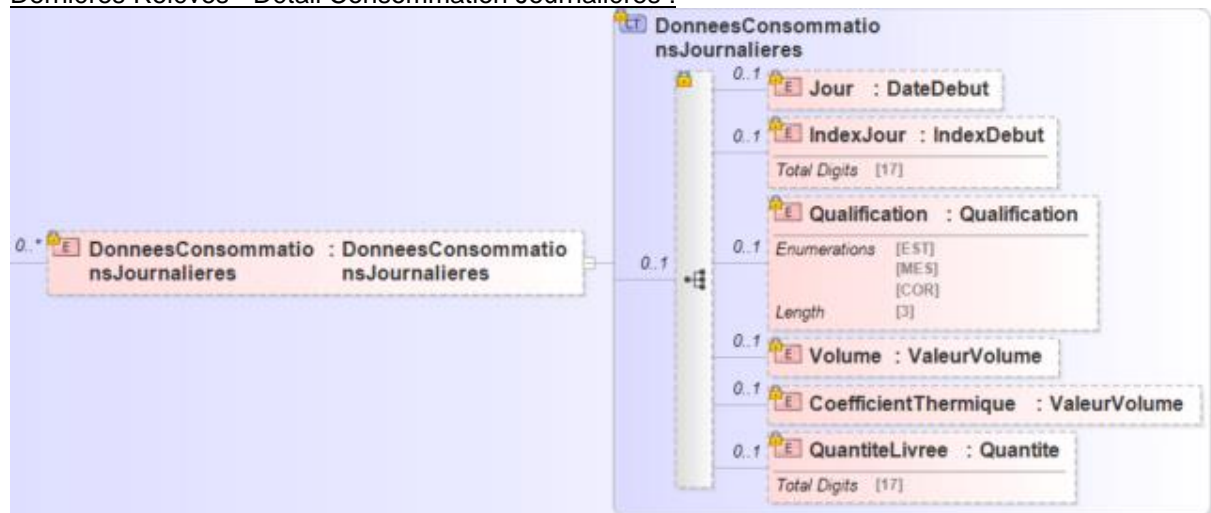 Dernières Relèves - Détail Consommation Journalières :
CT DonneesConsommatio
nsJournalieres
0..1 E Jour : DateDebut
0..1 E IndexJour : IndexDebut
Total Digits [17]
E Qualification : Qualification
0..1 Enumerations [EST]
[MES]
[COR]
Length [3]
0..* E DonneesConsommatio : DonneesConsommatio
nsJournalieres nsJournalieres
0..1
0..1 E Volume : ValeurVolume
0..1 E CoefficientThermique : ValeurVolume
0..1 E QuantiteLivree : Quantite
Total Digits [17]